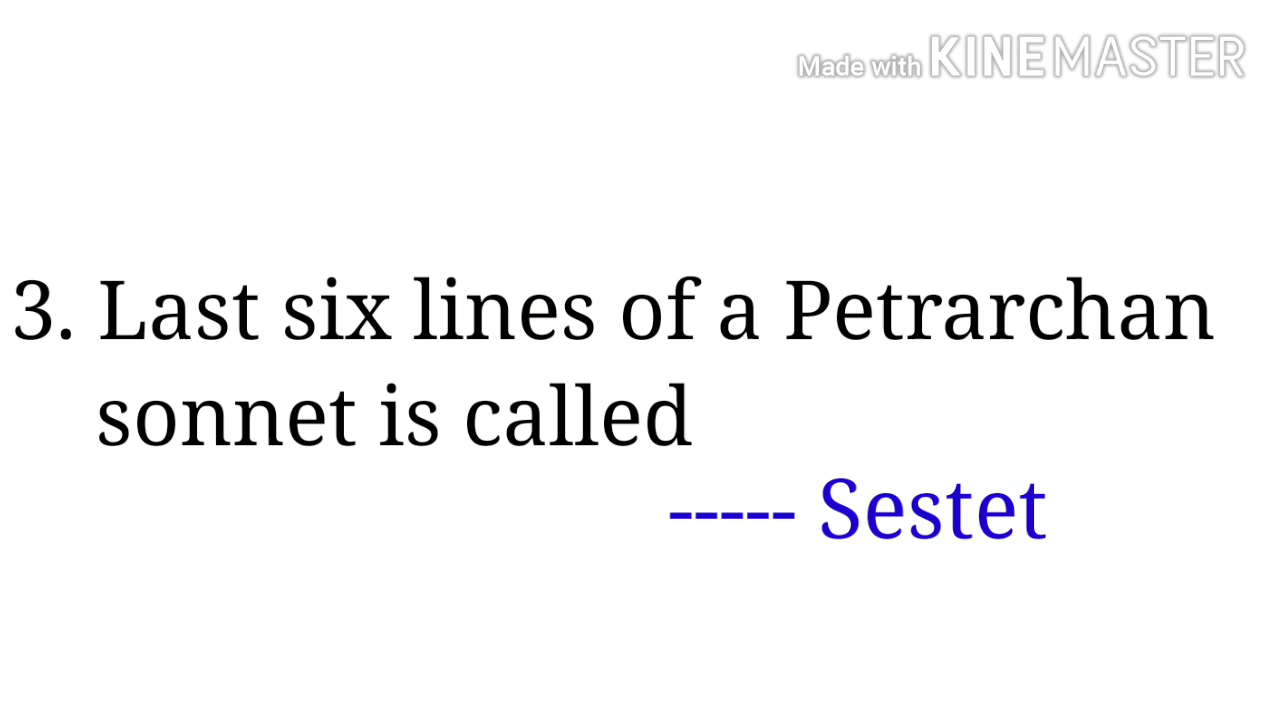 Made with KINEMASTER
3. Last six lines of a Petrarchan
sonnet is called
----- Sestet